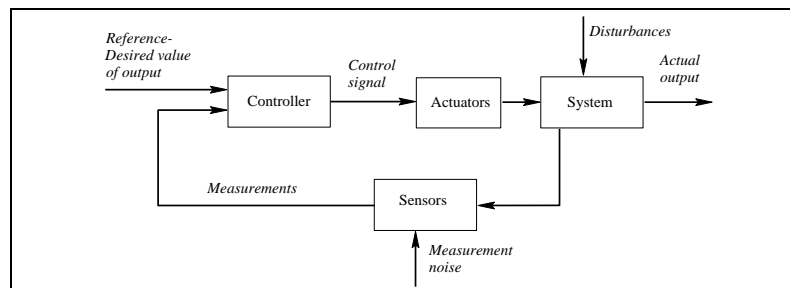 Reference-
Desired value
of output
Control
signal
Disturbances
Actual
output
Controller
Actuators
System
Measurements
Sensors
Measurement
noise